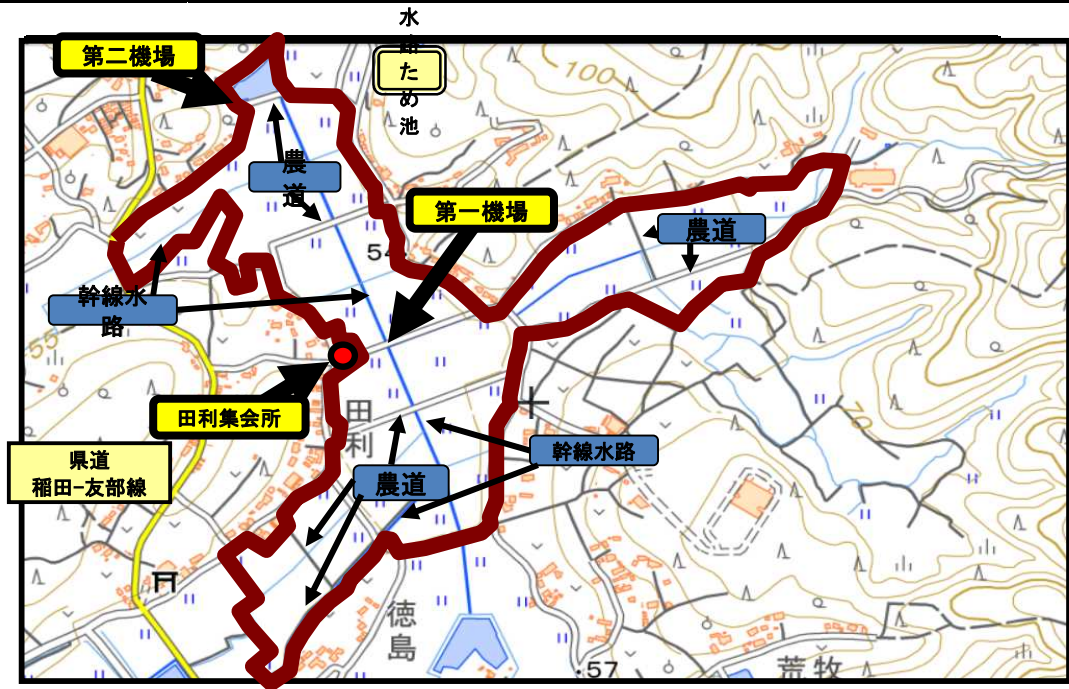 水路
ため池
第二機場
100
農道
第一機場
54
農道
幹線水路
55
田利集会所
田利
県道
稲田-友部線
農道
幹線水路
徳島
・57
荒牧